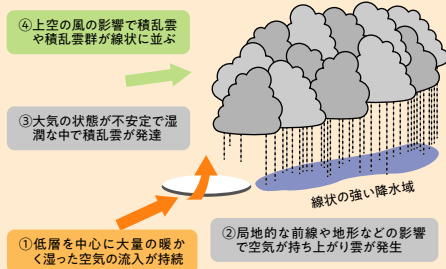 ④上空の風の影響で積乱雲
や積乱雲群が線状に並ぶ
③大気の状態が不安定で湿
潤な中で積乱雲が発達
線状の強い降水域
①低層を中心に大量の暖か
く湿った空気の流入が持続
②局地的な前線や地形などの影響
で空気が持ち上がり雲が発生